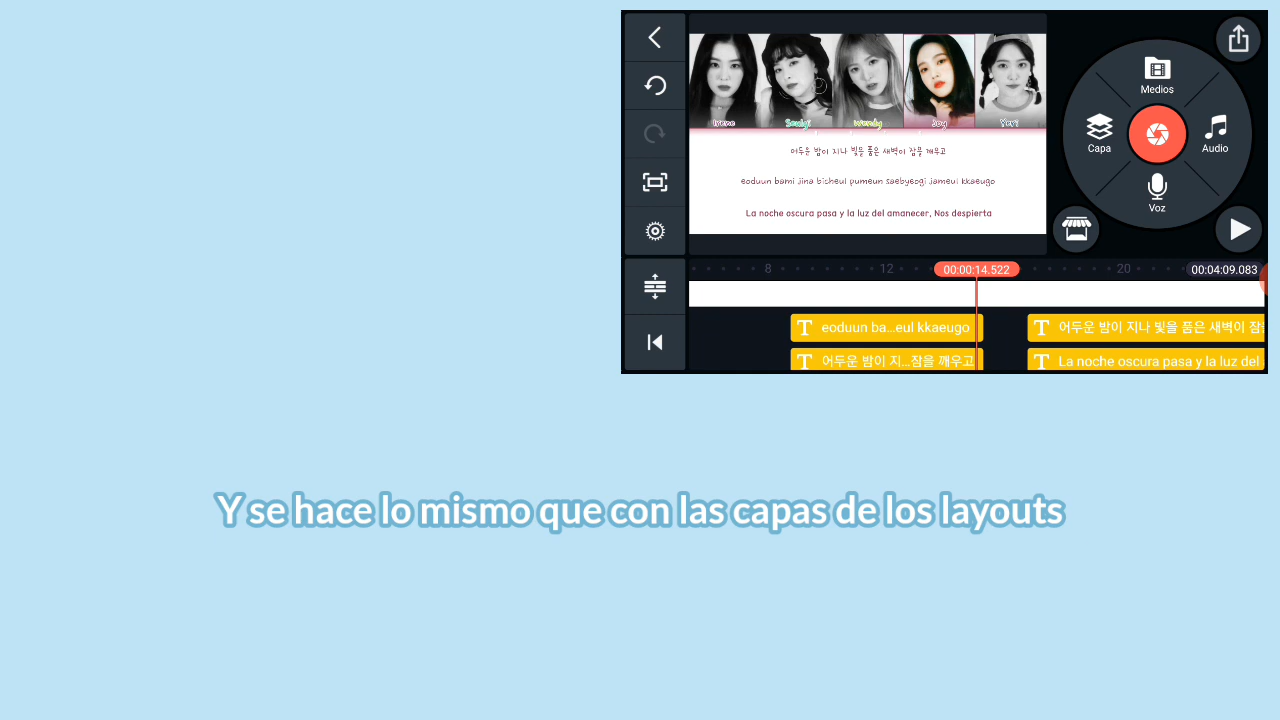 Medios
Capa
Audio
Voz
Irene
Seulgi
Wendy
Joy
Yeri
어두운 밤이 지나 빛을 품은 새벽이 잠을 깨우고
eoduun bami jina bicheul pumeun saebyeogi jameul kkaeugo
La noche oscura pasa y la luz del amanecer, Nos despierta
8
12
00:00:14.522
20
00:04:09.083
eoduun ba...eul kkaeugo
어두운 밤이 지나 빛을 품은 새벽이 잠을
어두운 밤이 지...잠을 깨우고
La noche oscura pasa y la luz del
Y se hace lo mismo que con las capas de los layouts